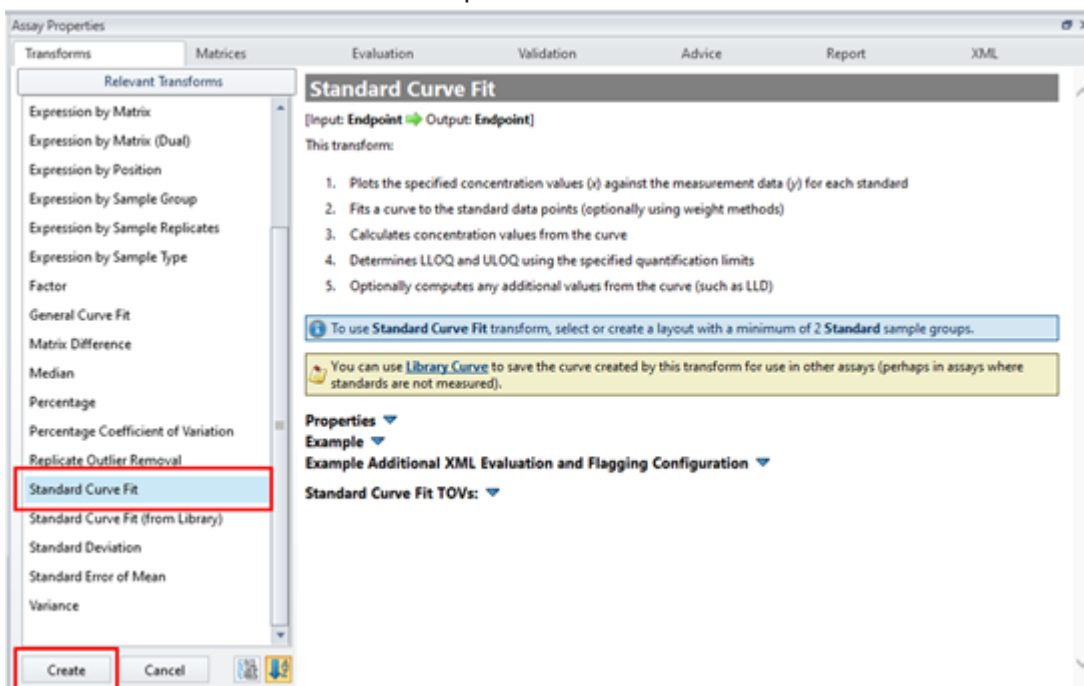 Assay Properties
Transforms Matrices Evaluation Validation Advice Report XML
Relevant Transforms
Expression by Matrix
Expression by Matrix (Dual)
Expression by Position
Expression by Sample Group
Expression by Sample Replicates
Expression by Sample Type
Factor
General Curve Fit
Matrix Difference
Median
Percentage
Percentage Coefficient of Variation
Replicate Outlier Removal
Standard Curve Fit
Standard Curve Fit (from Library)
Standard Deviation
Standard Error of Mean
Variance
Create Cancel
Standard Curve Fit
[Input: Endpoint Output: Endpoint]
This transform:
1. Plots the specified concentration values (x) against the measurement data (y) for each standard
2. Fits a curve to the standard data points (optionally using weight methods)
3. Calculates concentration values from the curve
4. Determines LLOQ and ULOQ using the specified quantification limits
5. Optionally computes any additional values from the curve (such as LLD)
To use Standard Curve Fit transform, select or create a layout with a minimum of 2 Standard sample groups.
You can use Library Curve to save the curve created by this transform for use in other assays (perhaps in assays where
standards are not measured).
Properties
Example
Example Additional XML Evaluation and Flagging Configuration
Standard Curve Fit TOVs: